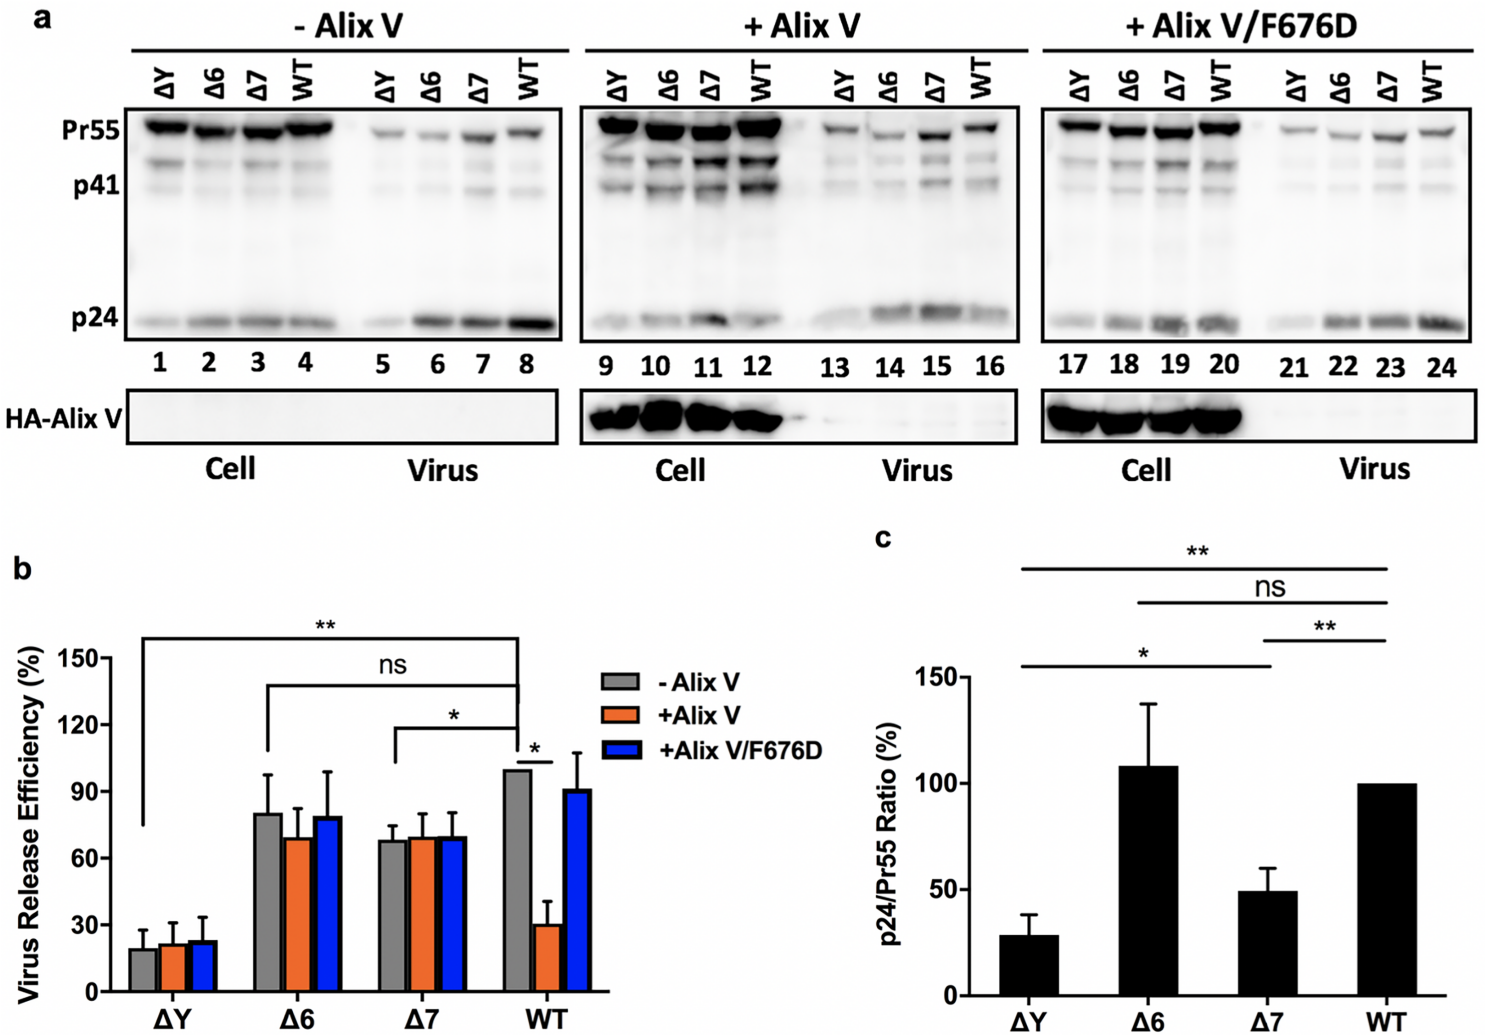 a
- Alix V
+ Alix V
+ Alix V/F676D
ΔY Δ6 Δ7 WT ΔY Δ6 Δ7 WT
ΔY Δ6 Δ7 WT ΔY Δ6 Δ7 WT
ΔY Δ6 Δ7 WT ΔY Δ6 Δ7 WT
Pr55
p41
p24
1 2 3 4 5 6 7 8
9 10 11 12 13 14 15 16
17 18 19 20 21 22 23 24
HA-Alix V
Cell Virus
Cell Virus
Cell Virus
b
Virus Release Efficiency (%)
150
120
90
60
30
0
**
ns
*
*
- Alix V
+Alix V
+Alix V/F676D
ΔY Δ6 Δ7 WT
c
p24/Pr55 Ratio (%)
150
100
50
0
**
ns
**
*
ΔY Δ6 Δ7 WT